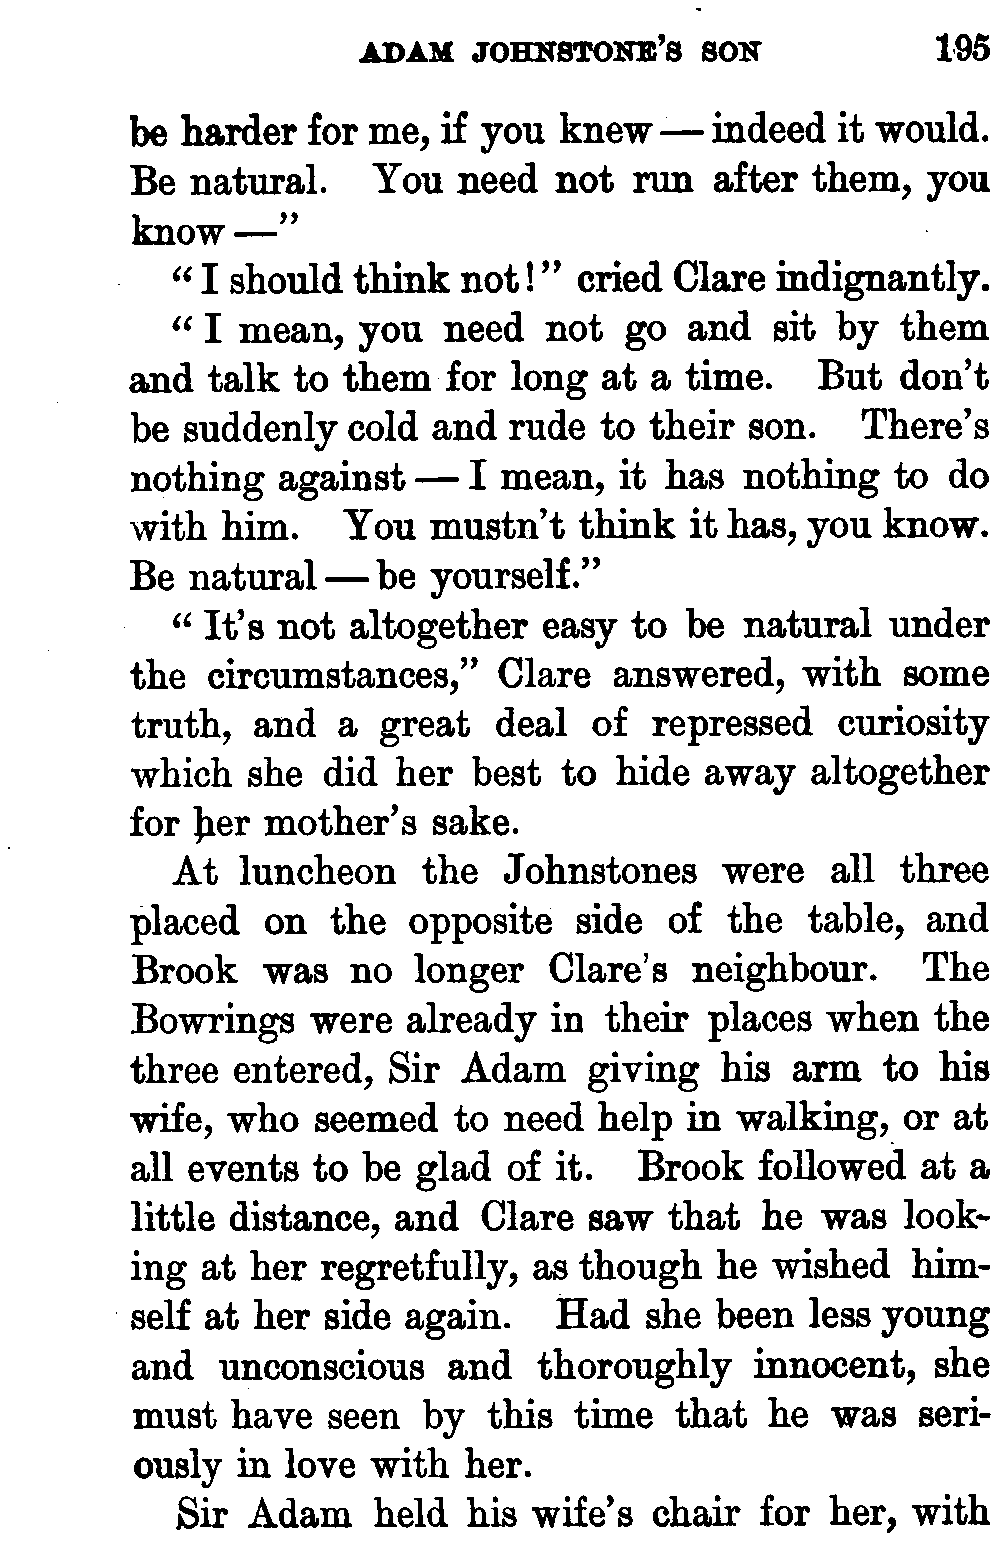 ADAM JOHNSTONE'S SON 195
be harder for me, if you knew — indeed it would.
Be natural. You need not run after them, you
know —"
"I should think not!" cried Clare indignantly.
"I mean, you need not go and sit by them
and talk to them for long at a time. But don't
be suddenly cold and rude to their son. There's
nothing against — I mean, it has nothing to do
with him. You mustn't think it has, you know.
Be natural — be yourself."
"It's not altogether easy to be natural under
the circumstances," Clare answered, with some
truth, and a great deal of repressed curiosity
which she did her best to hide away altogether
for her mother's sake.
At luncheon the Johnstones were all three
placed on the opposite side of the table, and
Brook was no longer Clare's neighbour. The
Bowrings were already in their places when the
three entered, Sir Adam giving his arm to his
wife, who seemed to need help in walking, or at
all events to be glad of it. Brook followed at a
little distance, and Clare saw that he was look-
ing at her regretfully, as though he wished him-
self at her side again. Had she been less young
and unconscious and thoroughly innocent, she
must have seen by this time that he was seri-
ously in love with her.
Sir Adam held his wife's chair for her, with